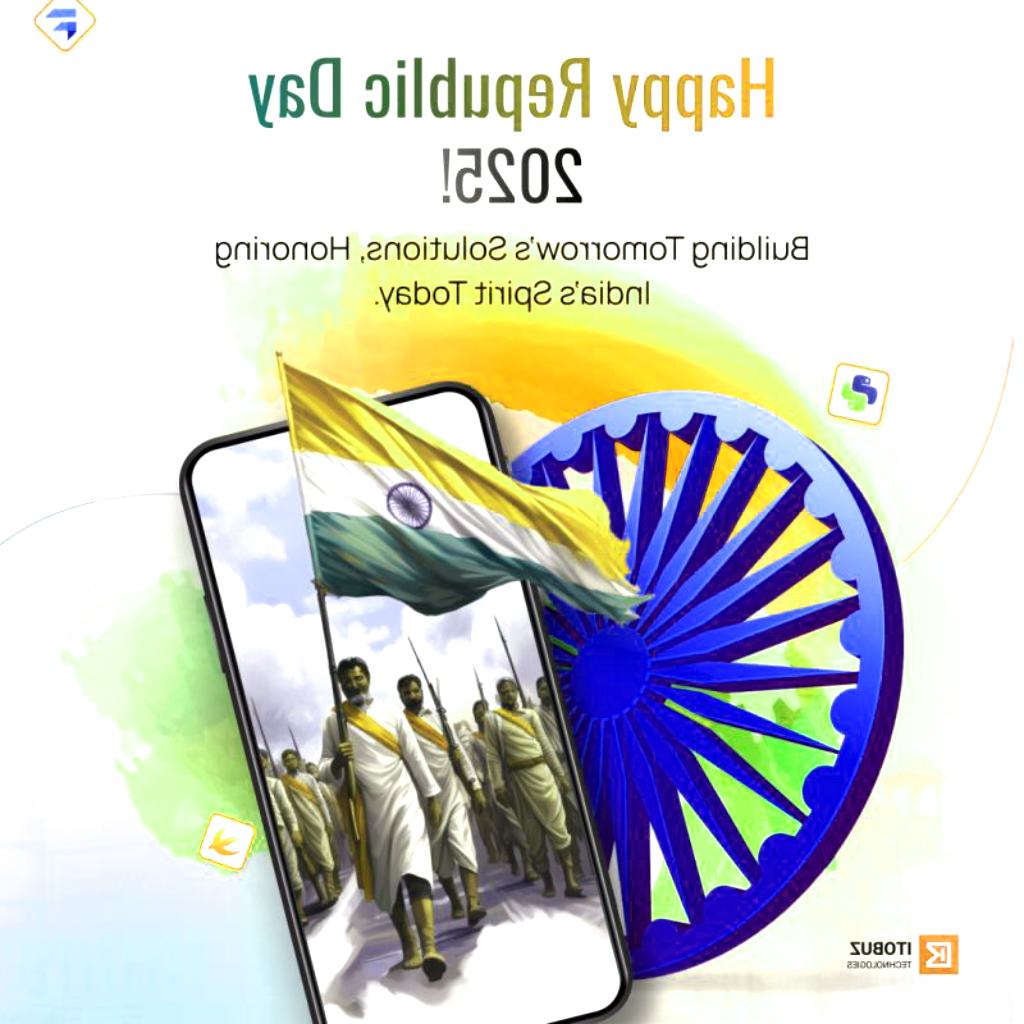 Happy Republic Day
2025!
Building Tomorrow's Solutions, Honoring
India's Spirit Today.
ITOBUZ
TECHNOLOGIES